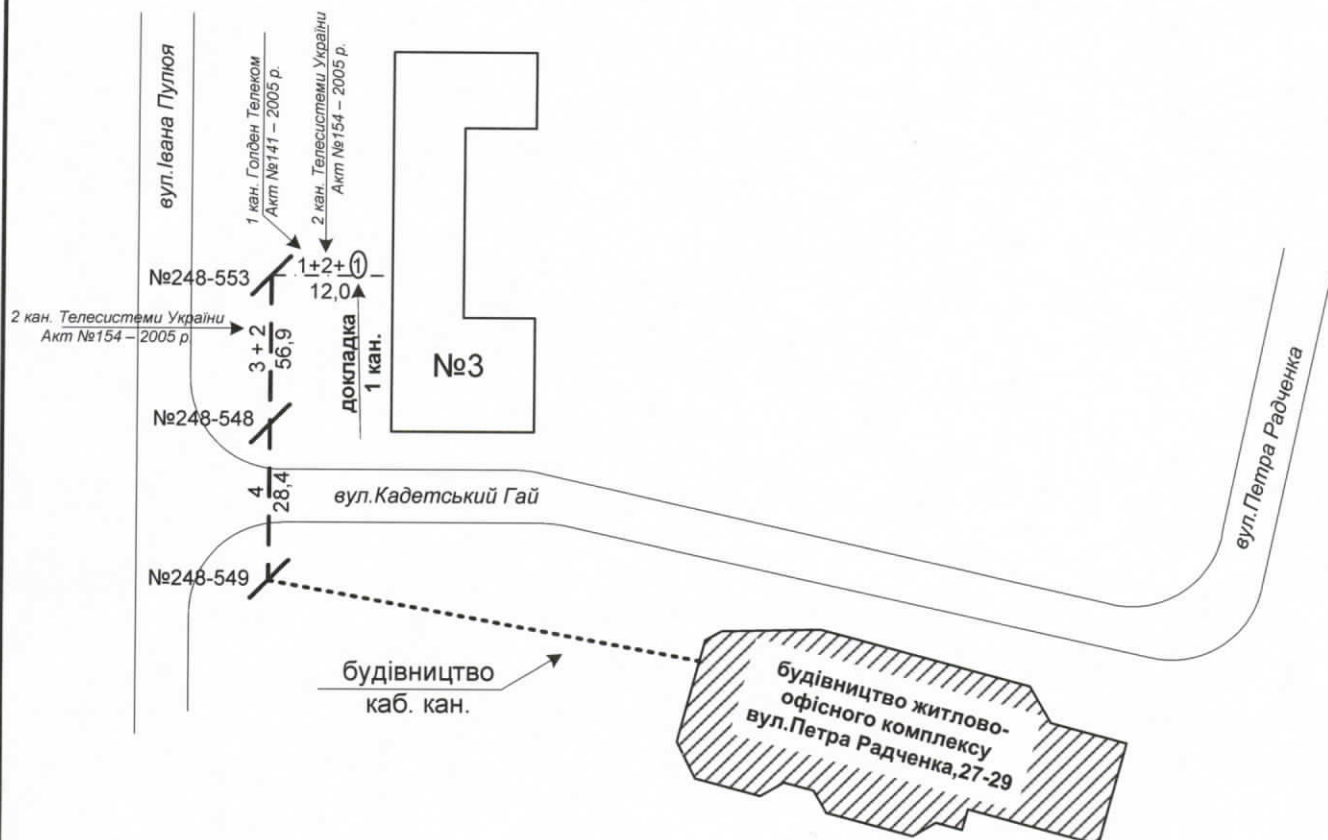 вул.Івана Пулюя
1 кан. Голден Телеком
Акт №141 – 2005 р.
2 кан. Телесистеми України
Акт №154 – 2005 р.
№248-553
1+2+1
12,0
2 кан. Телесистеми України
Акт №154 – 2005 р.
3 + 2
56,9
докладка
1 кан.
№3
№248-548
4
28,4
вул.Кадетський Гай
вул.Петра Радченка
№248-549
будівництво
каб. кан.
будівництво житлово-
офісного комплексу
вул.Петра Радченка,27-29